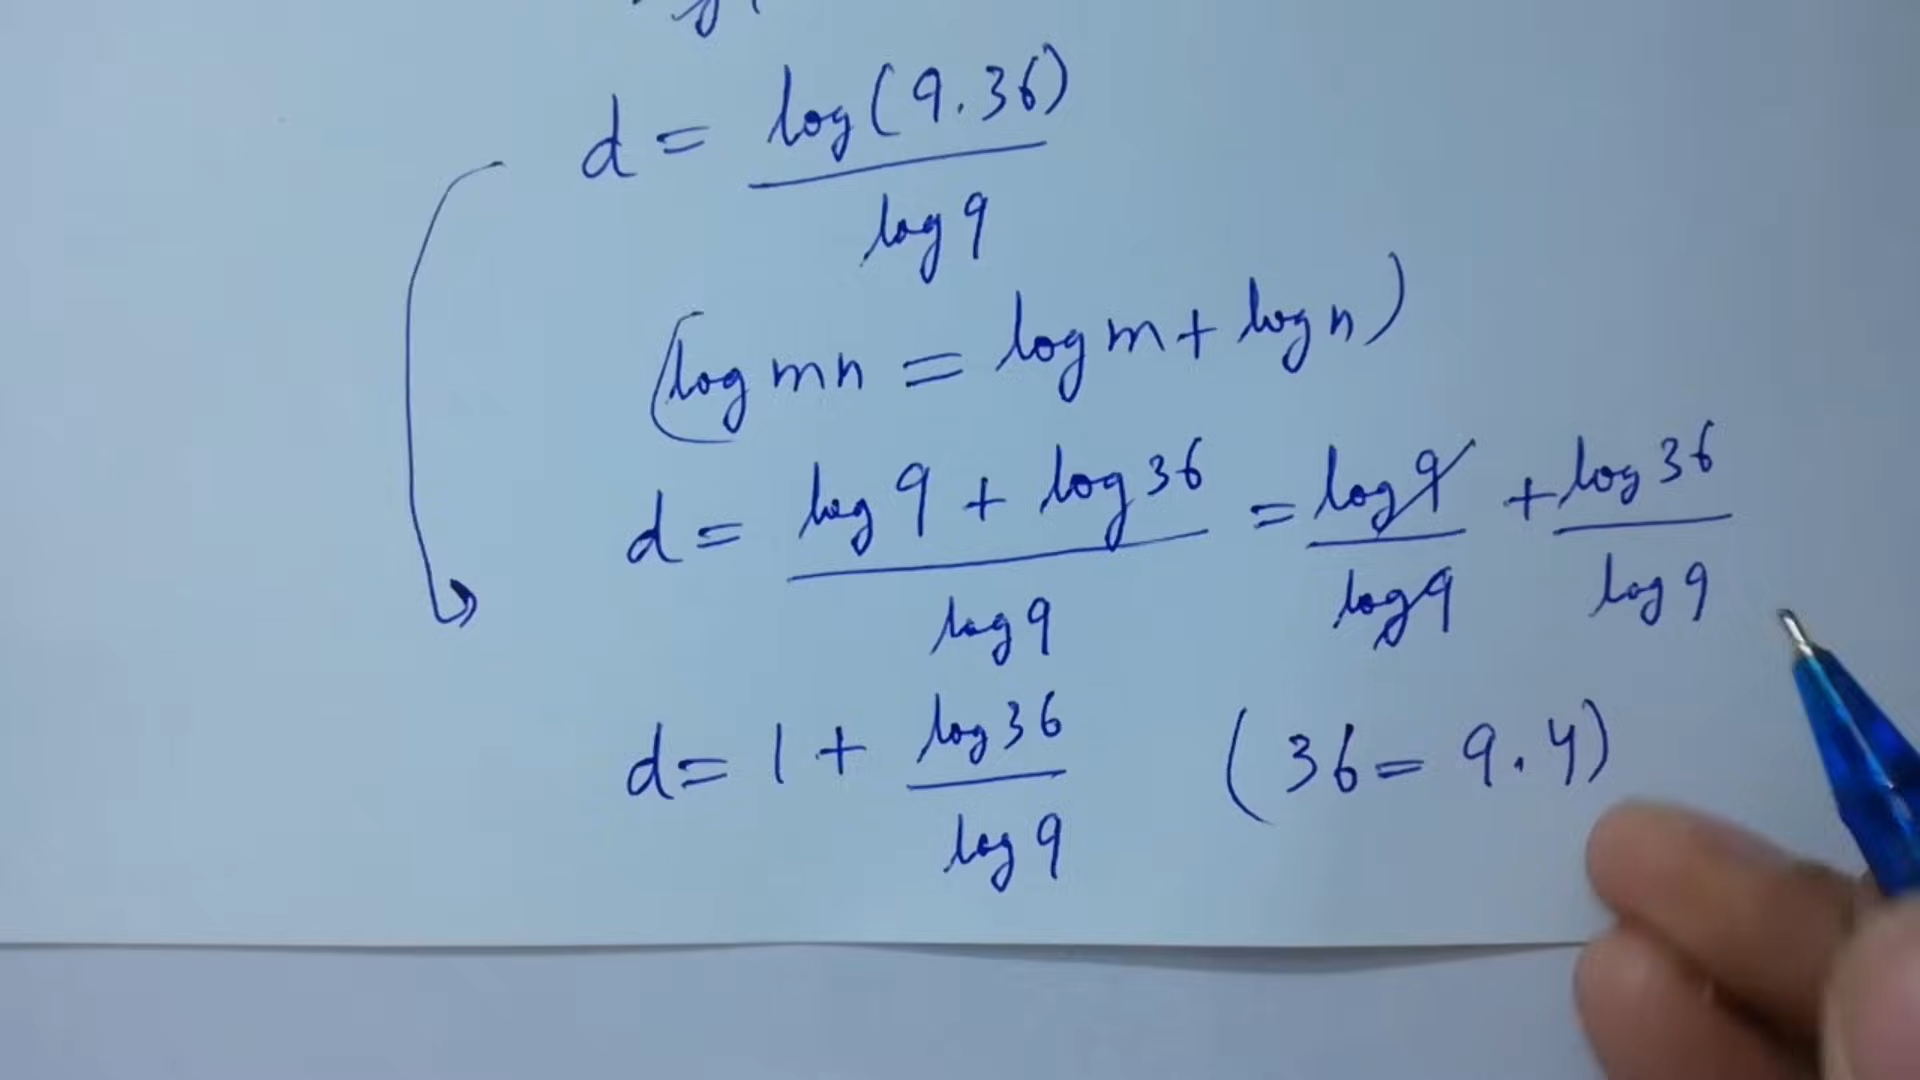 d = log(9.36) / log 9
(log mn = log m + log n)
d = log 9 + log 36 / log 9 = log 9 / log 9 + log 36 / log 9
d = 1 + log 36 / log 9 (36 = 9.4)